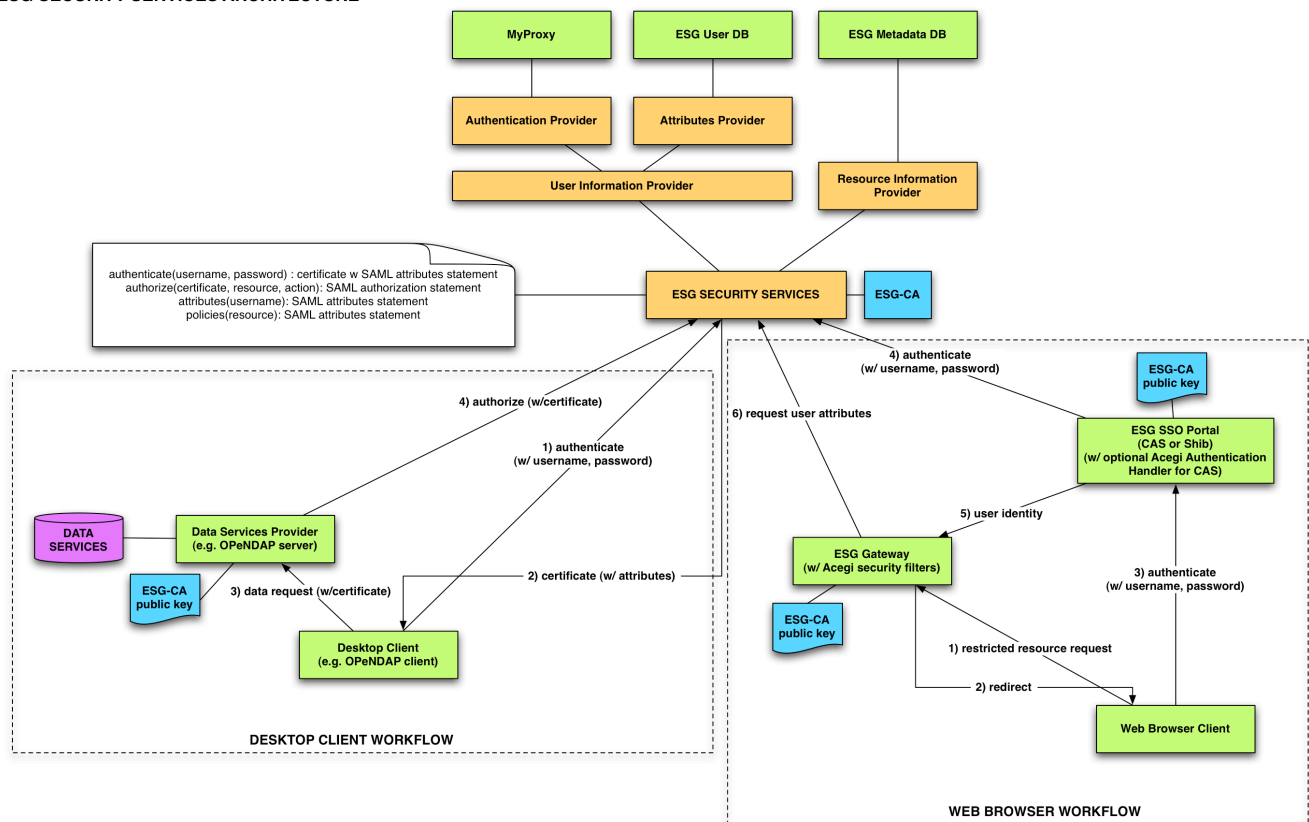 ESG SECURITY SERVICES ARCHITECTURE
MyProxy
ESG User DB
ESG Metadata DB
Authentication Provider
Attributes Provider
User Information Provider
Resource Information
Provider
authenticate(username, password) : certificate w SAML attributes statement
authorize(certificate, resource, action): SAML authorization statement
attributes(username): SAML attributes statement
policies(resource): SAML attributes statement
ESG SECURITY SERVICES
ESG-CA
4) authorize (w/certificate)
1) authenticate
(w/ username, password)
DATA
SERVICES
Data Services Provider
(e.g. OPeNDAP server)
ESG-CA
public key
3) data request (w/certificate)
2) certificate (w/ attributes)
Desktop Client
(e.g. OPeNDAP client)
DESKTOP CLIENT WORKFLOW
4) authenticate
(w/ username, password)
ESG-CA
public key
6) request user attributes
ESG SSO Portal
(CAS or Shib)
(w/ optional Acegi Authentication
Handler for CAS)
5) user identity
ESG Gateway
(w/ Acegi security filters)
3) authenticate
(w/ username, password)
ESG-CA
public key
1) restricted resource request
2) redirect
Web Browser Client
WEB BROWSER WORKFLOW